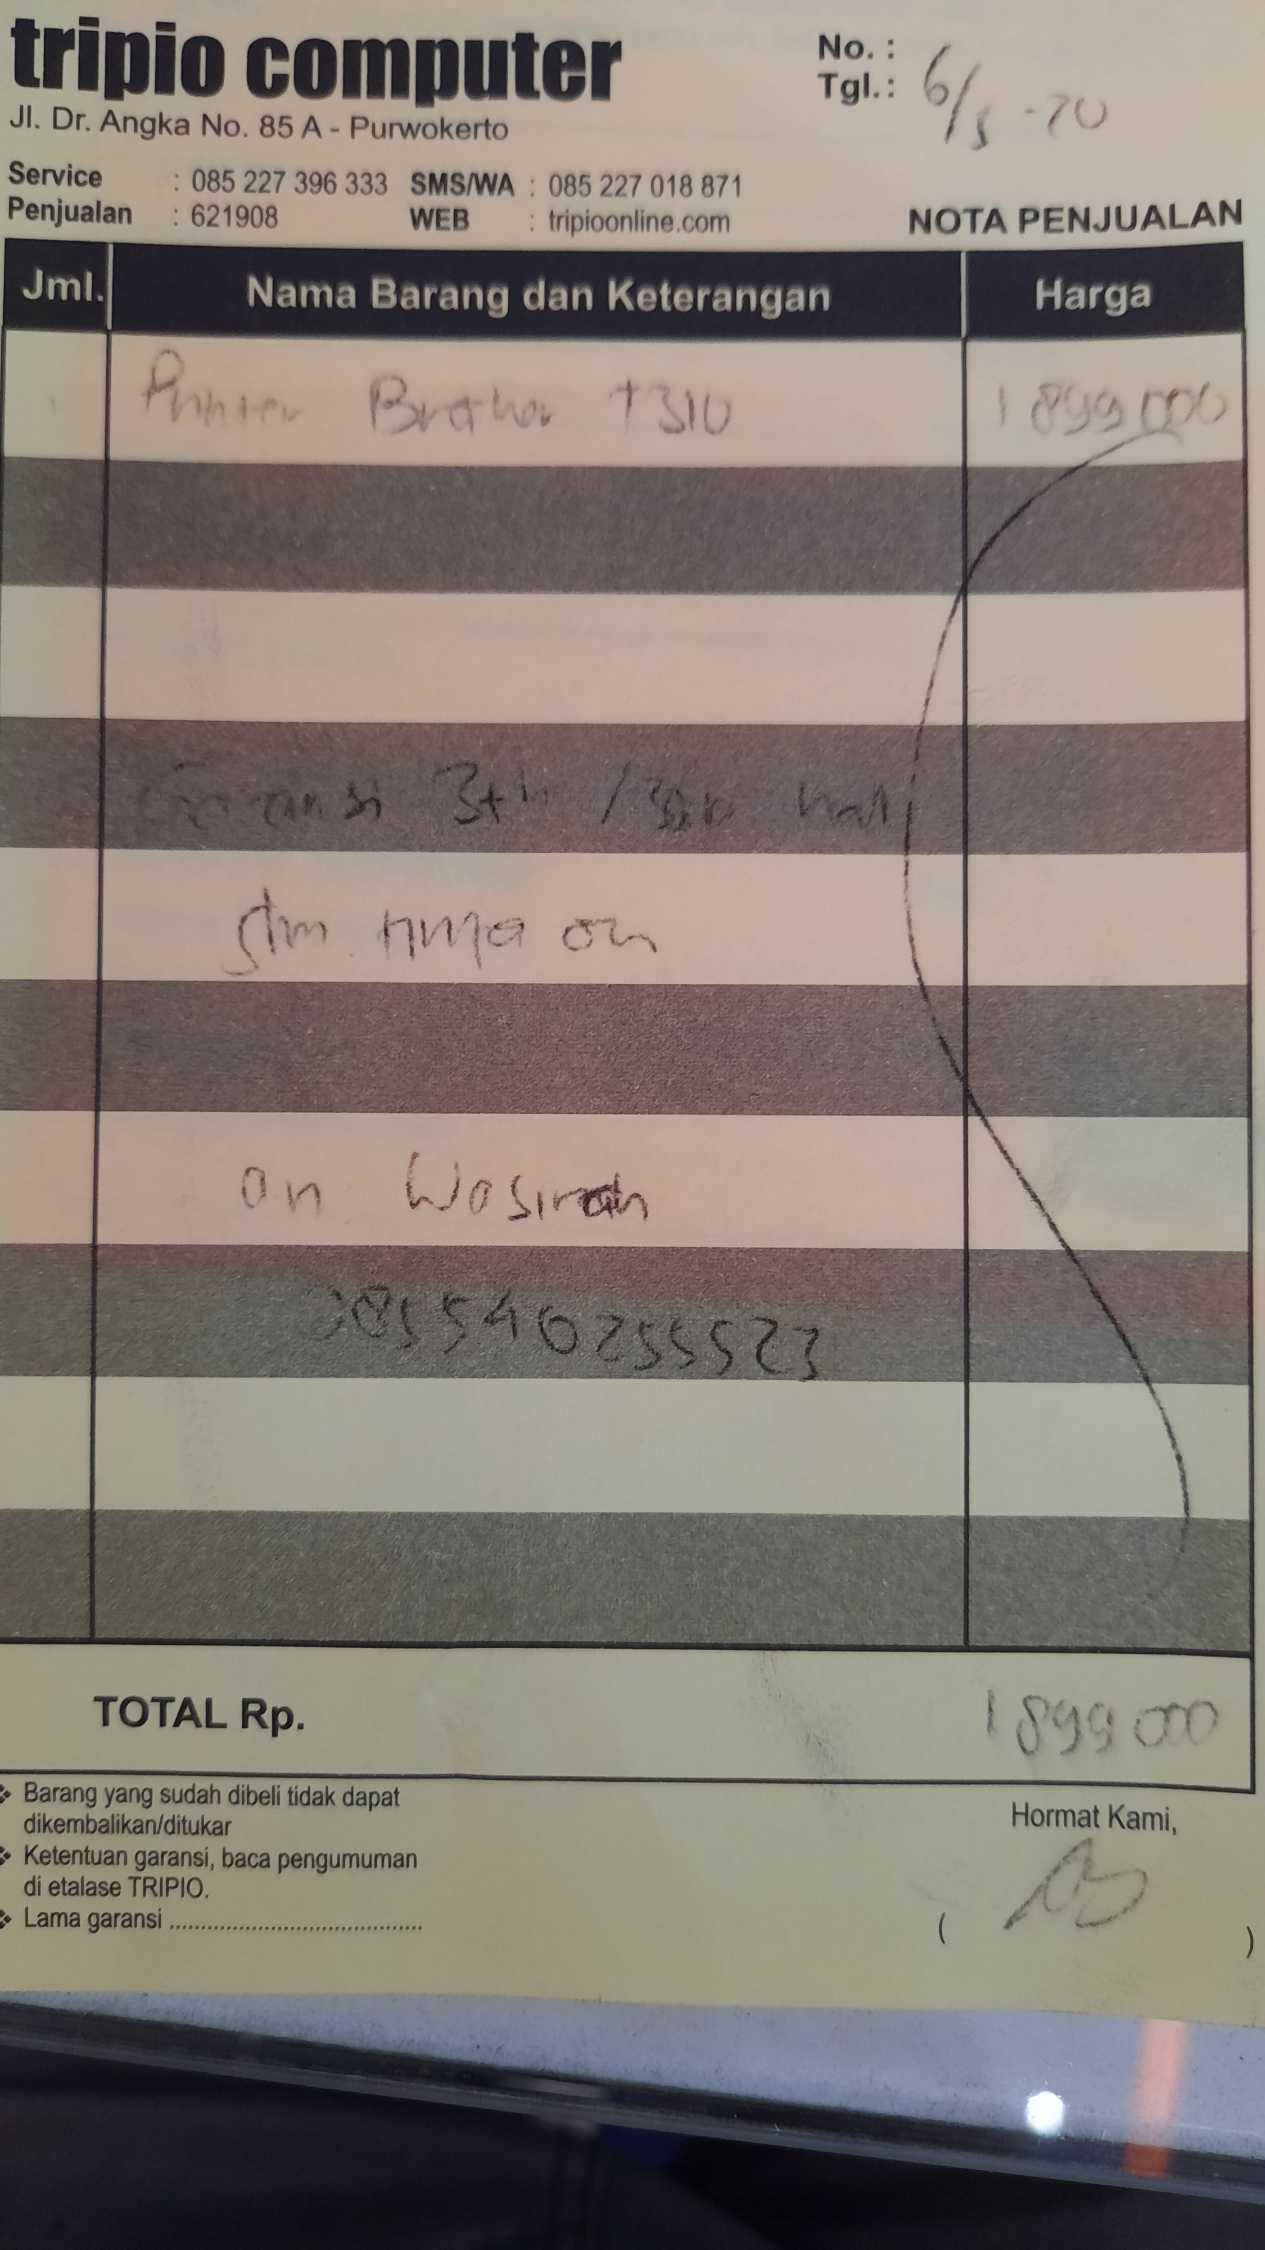 tripio computer
Jl. Dr. Angka No. 85 A - Purwokerto
No. :
Tgl.: 6/5 -20
Service : 085 227 396 333 SMS/WA : 085 227 018 871
Penjualan : 621908 WEB : tripioonline.com
NOTA PENJUALAN
Jml. Nama Barang dan Keterangan Harga
Printer Brother T310 1 899 000
Garansi 3th /
an Wasirah
085540255523
TOTAL Rp. 1 899 000
Barang yang sudah dibeli tidak dapat
dikembalikan/ditukar
Ketentuan garansi, baca pengumuman
di etalase TRIPIO.
Lama garansi ........................................
Hormat Kami,
( )